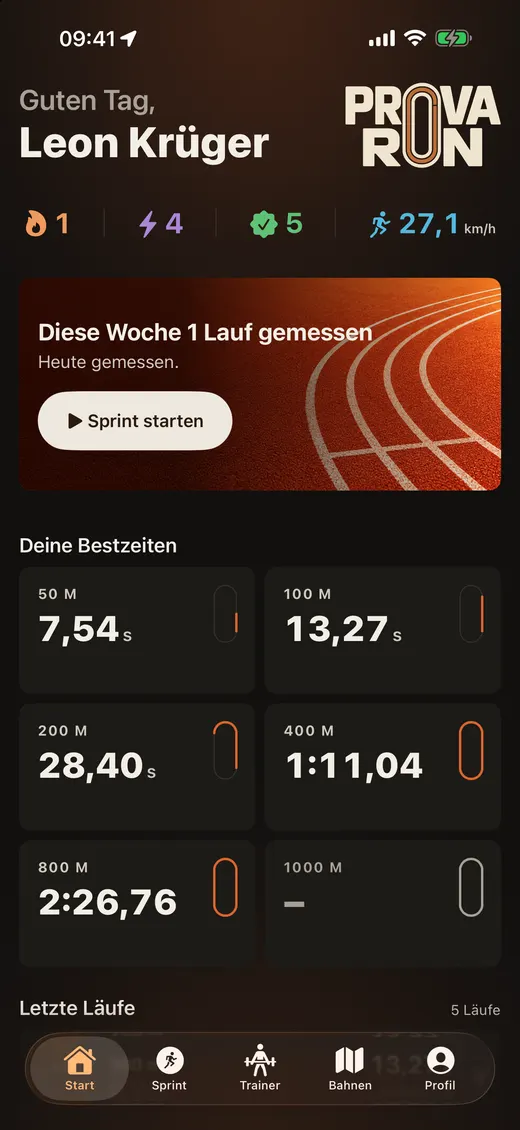 09:41
Guten Tag,
Leon Krüger
PROVA
RUN
1
4
5
27,1 km/h
Diese Woche 1 Lauf gemessen
Heute gemessen.
Sprint starten
Deine Bestzeiten
50 M
7,54 s
100 M
13,27 s
200 M
28,40 s
400 M
1:11,04
800 M
2:26,76
1000 M
–
Letzte Läufe
5 Läufe
Start
Sprint
Trainer
Bahnen
Profil